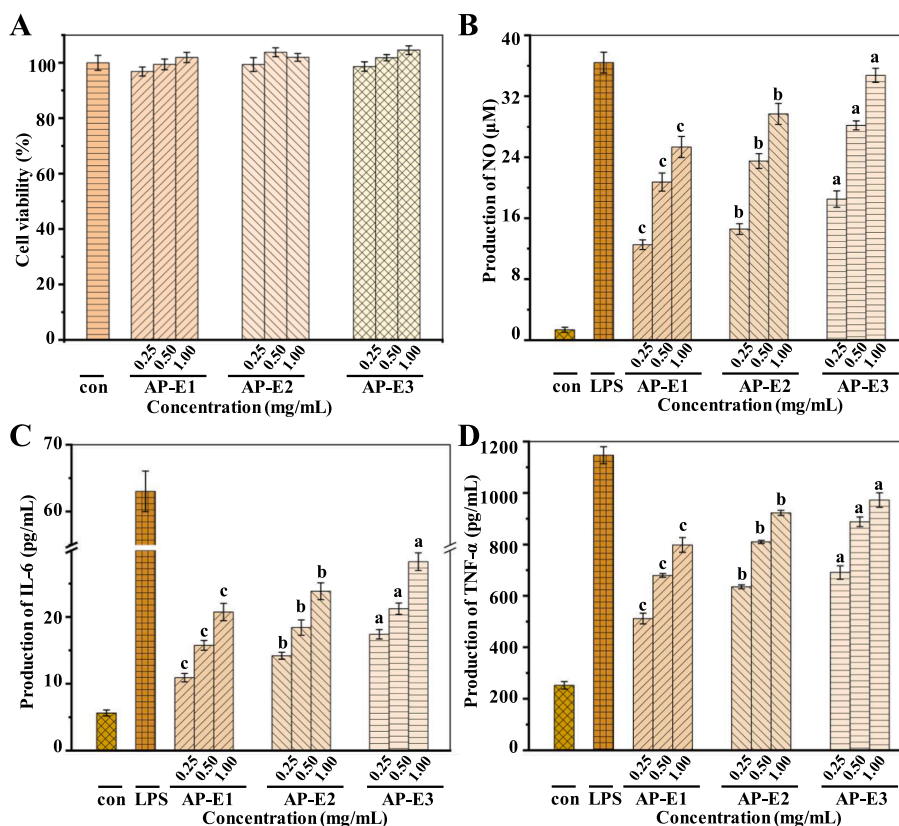 A
Cell viability (%)
120
100
80
60
40
20
0
0.25 0.50 1.00 0.25 0.50 1.00 0.25 0.50 1.00
con AP-E1 AP-E2 AP-E3
Concentration (mg/mL)
B
Production of NO (μM)
40
32
24
16
8
0
c c c b b b a a a
0.25 0.50 1.00 0.25 0.50 1.00 0.25 0.50 1.00
con LPS AP-E1 AP-E2 AP-E3
Concentration (mg/mL)
C
Production of IL-6 (pg/mL)
70
60
20
10
0
c c c b b b a a a
0.25 0.50 1.00 0.25 0.50 1.00 0.25 0.50 1.00
con LPS AP-E1 AP-E2 AP-E3
Concentration (mg/mL)
D
Production of TNF-α (pg/mL)
1200
1000
800
600
400
200
0
c c c b b b a a a
0.25 0.50 1.00 0.25 0.50 1.00 0.25 0.50 1.00
con LPS AP-E1 AP-E2 AP-E3
Concentration (mg/mL)